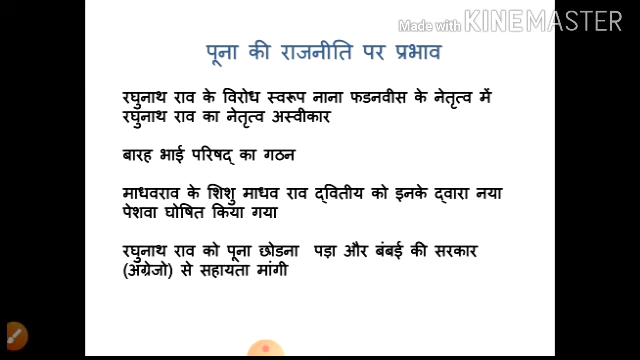 Made with KINEMASTER
पूना की राजनीति पर प्रभाव
रघुनाथ राव के विरोध स्वरूप नाना फडनवीस के नेतृत्व में
रघुनाथ राव का नेतृत्व अस्वीकार
बारह भाई परिषद् का गठन
माधवराव के शिशु माधव राव द्वितीय को इनके द्वारा नया
पेशवा घोषित किया गया
रघुनाथ राव को पूना छोडना पड़ा और बंबई की सरकार
(अंग्रेजो) से सहायता मांगी